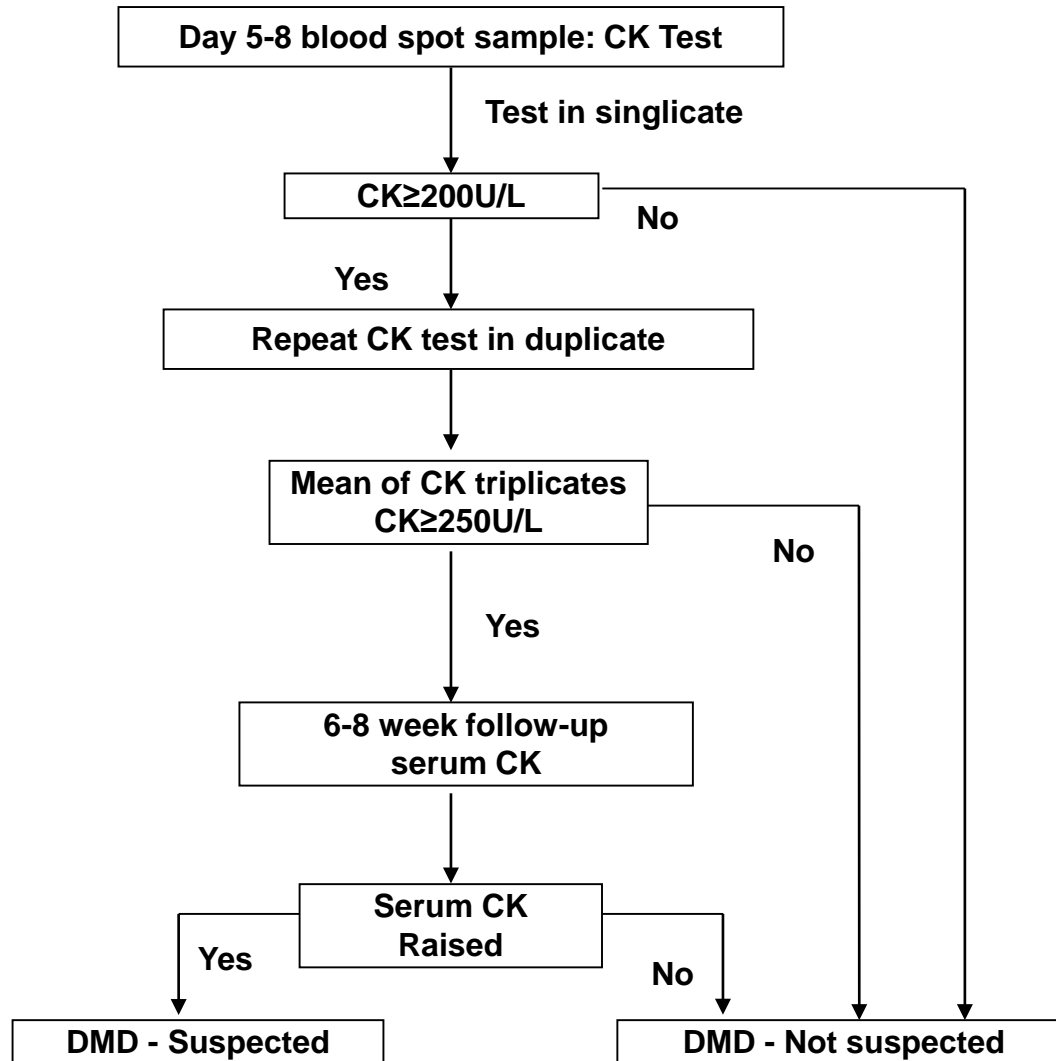 Day 5-8 blood spot sample: CK Test
Test in singlicate
CK≥200U/L
No
Yes
Repeat CK test in duplicate
Mean of CK triplicates
CK≥250U/L
No
Yes
6-8 week follow-up
serum CK
Serum CK
Raised
Yes
No
DMD - Suspected
DMD - Not suspected